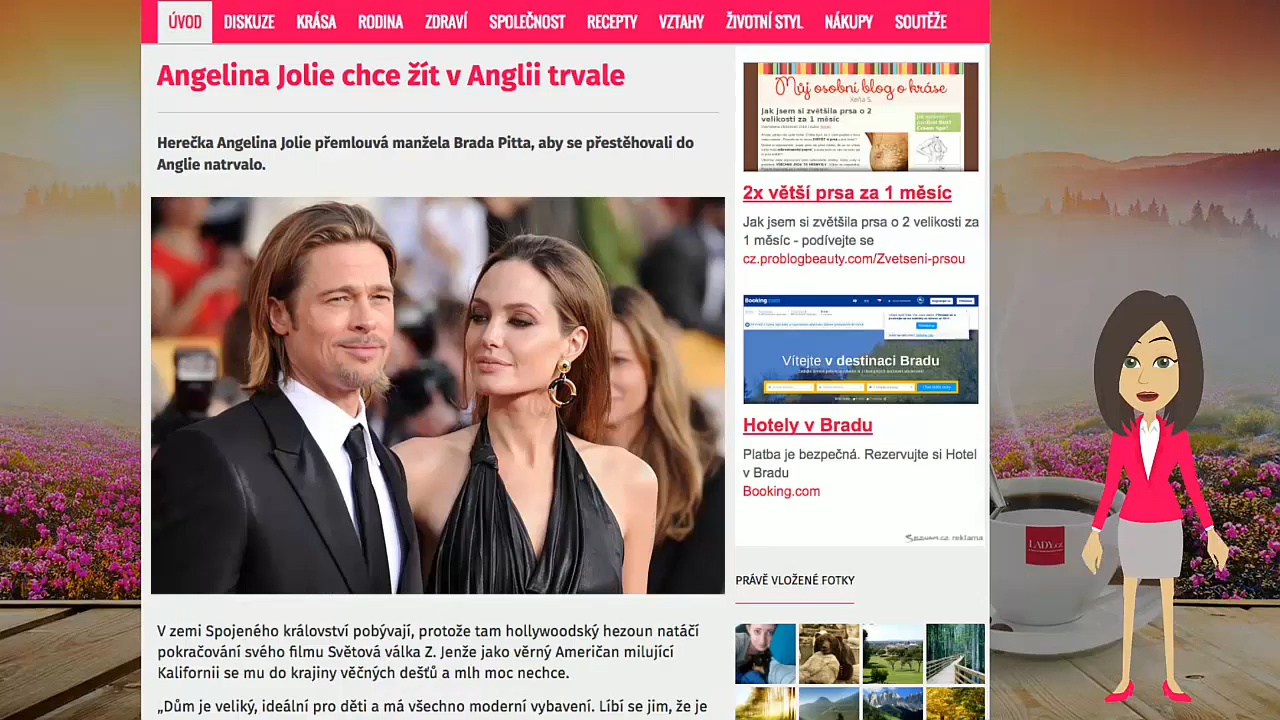 ÚVOD DISKUZE KRÁSA RODINA ZDRAVÍ SPOLEČNOST RECEPTY VZTAHY ŽIVOTNÍ STYL NÁKUPY SOUTĚŽE
Angelina Jolie chce žít v Anglii trvale
Herečka Angelina Jolie přemlouvá manžela Brada Pitta, aby se přestěhovali do
Anglie natrvalo.
V zemi Spojeného království pobývají, protože tam hollywoodský hezoun natáčí
pokračování svého filmu Světová válka Z. Jenže jako věrný Američan milující
Kalifornii se mu do krajiny věčných dešťů a mlh moc nechce.
„Dům je veliký, ideální pro děti a má všechno moderní vybavení. Líbí se jim, že je
Můj osobní blog o kráse
Jak jsem si zvětšila prsa o 2
velikosti za 1 měsíc
2x větší prsa za 1 měsíc
Jak jsem si zvětšila prsa o 2 velikosti za
1 měsíc - podívejte se
cz.problogbeauty.com/Zvetseni-prsou
Booking.com
Vítejte v destinaci Bradu
Hotely v Bradu
Platba je bezpečná. Rezervujte si Hotel
v Bradu
Booking.com
Seznam.cz reklama
PRÁVĚ VLOŽENÉ FOTKY
LADY.cz